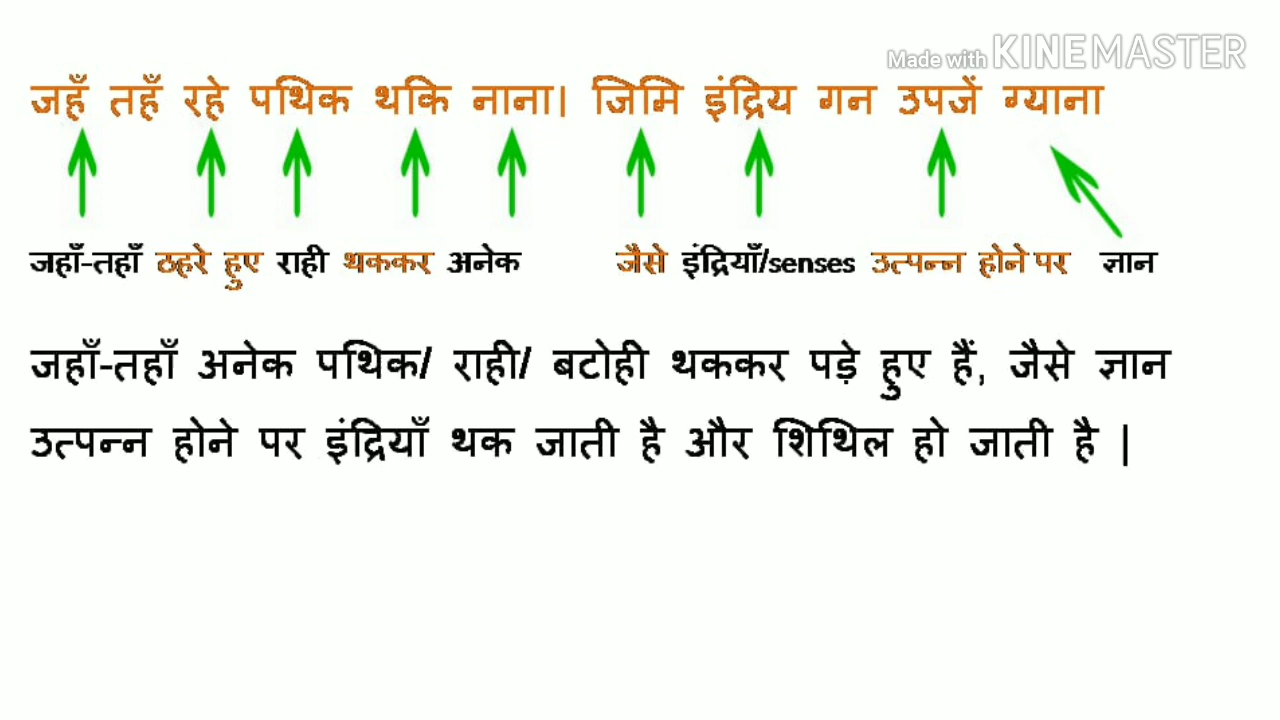 Made with KINEMASTER
जहँ तहँ रहे पथिक थकि नाना। जिमि इंद्रिय गन उपजें ग्याना
जहाँ-तहाँ ठहरे हुए राही थककर अनेक जैसे इंद्रियाँ/senses उत्पन्न होने पर ज्ञान
जहाँ-तहाँ अनेक पथिक/ राही/ बटोही थककर पड़े हुए हैं, जैसे ज्ञान
उत्पन्न होने पर इंद्रियाँ थक जाती है और शिथिल हो जाती है |